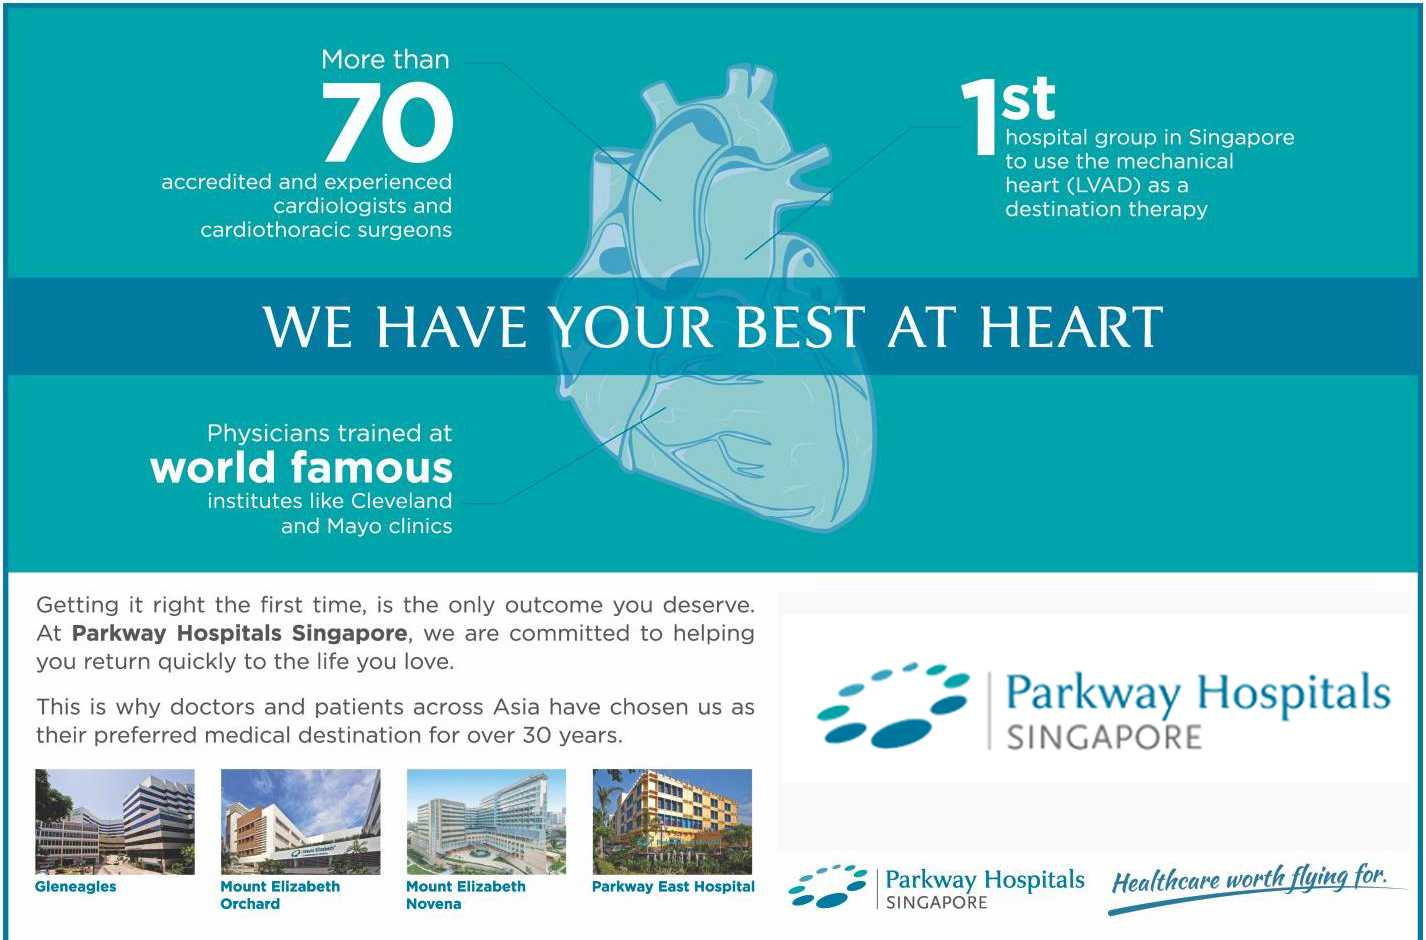 More than
70
accredited and experienced
cardiologists and
cardiothoracic surgeons
1st
hospital group in Singapore
to use the mechanical
heart (LVAD) as a
destination therapy
WE HAVE YOUR BEST AT HEART
Physicians trained at
world famous
institutes like Cleveland
and Mayo clinics
Getting it right the first time, is the only outcome you deserve.
At Parkway Hospitals Singapore, we are committed to helping
you return quickly to the life you love.
This is why doctors and patients across Asia have chosen us as
their preferred medical destination for over 30 years.
Parkway Hospitals
SINGAPORE
Mount Elizabeth
Gleneagles
Mount Elizabeth
Orchard
Mount Elizabeth
Novena
Parkway East Hospital
Parkway Hospitals
SINGAPORE
Healthcare worth flying for.